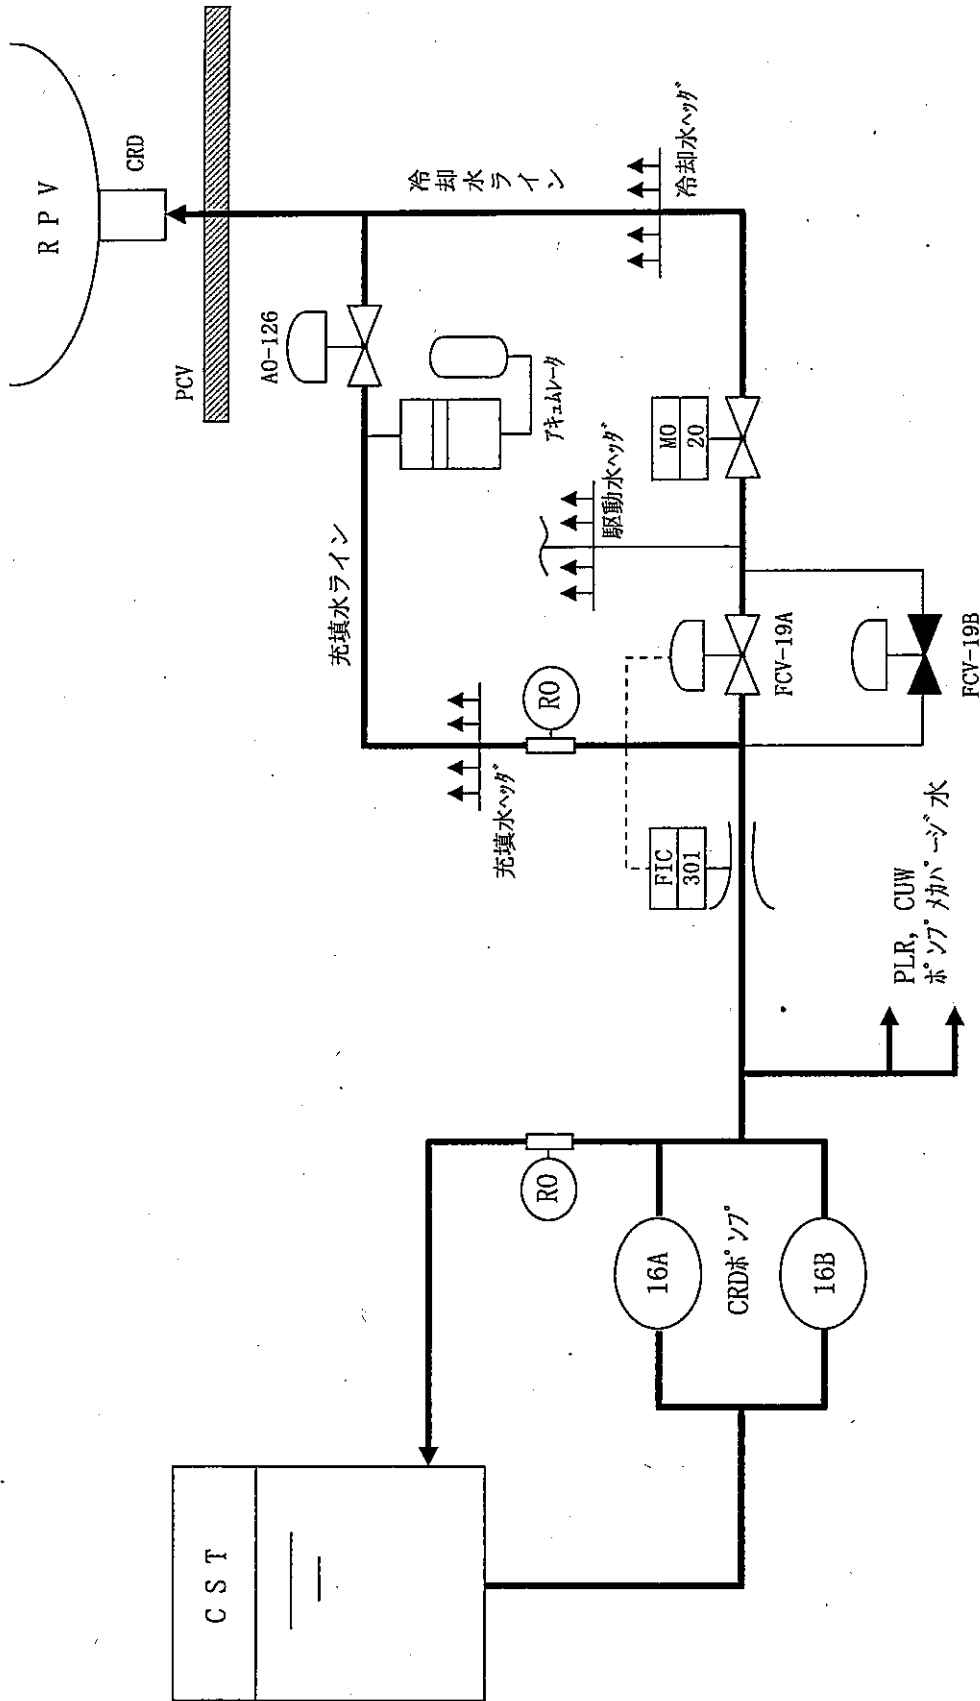 CST
RO
16A
CRDポンプ
16B
PLR, CUW
ポンプメカパージ水
FIC
301
充填水ヘッダ
RO
充填水ライン
FCV-19A
FCV-19B
駆動水ヘッダ
アキュムレータ
AO-126
MO
20
冷却水ヘッダ
冷却水
ライン
PCV
CRD
RPV